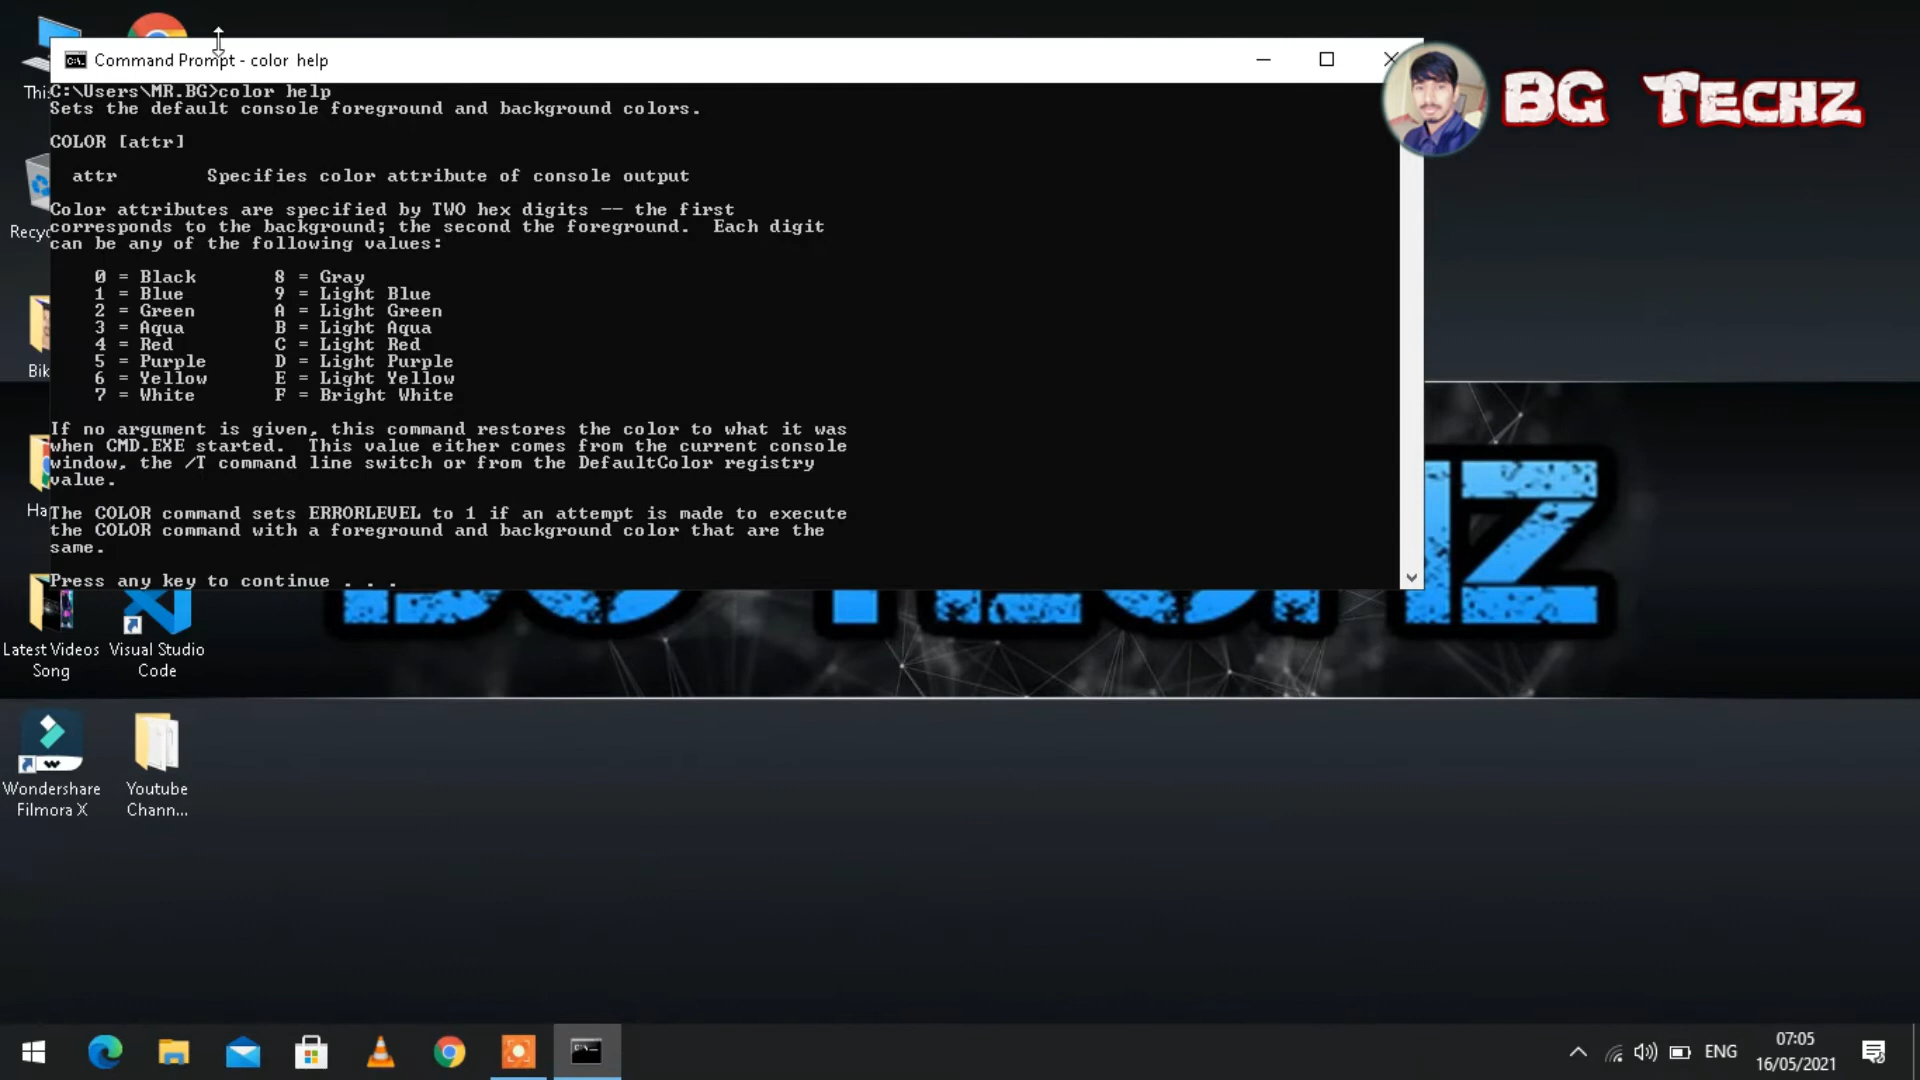 Command Prompt - color  help
BG Techz
C:\Users\MR.BG>color help
Sets the default console foreground and background colors.
COLOR [attr]
attr        Specifies color attribute of console output
Color attributes are specified by TWO hex digits -- the first
corresponds to the background; the second the foreground.  Each digit
can be any of the following values:
0 = Black       8 = Gray
1 = Blue        9 = Light Blue
2 = Green       A = Light Green
3 = Aqua        B = Light Aqua
4 = Red         C = Light Red
5 = Purple      D = Light Purple
6 = Yellow      E = Light Yellow
7 = White       F = Bright White
If no argument is given, this command restores the color to what it was
when CMD.EXE started.  This value either comes from the current console
window, the /T command line switch or from the DefaultColor registry
value.
The COLOR command sets ERRORLEVEL to 1 if an attempt is made to execute
the COLOR command with a foreground and background color that are the
same.
Press any key to continue . . .
Latest Videos
Song
Visual Studio
Code
Wondershare
Filmora X
Youtube
Chann...
ENG
07:05
16/05/2021